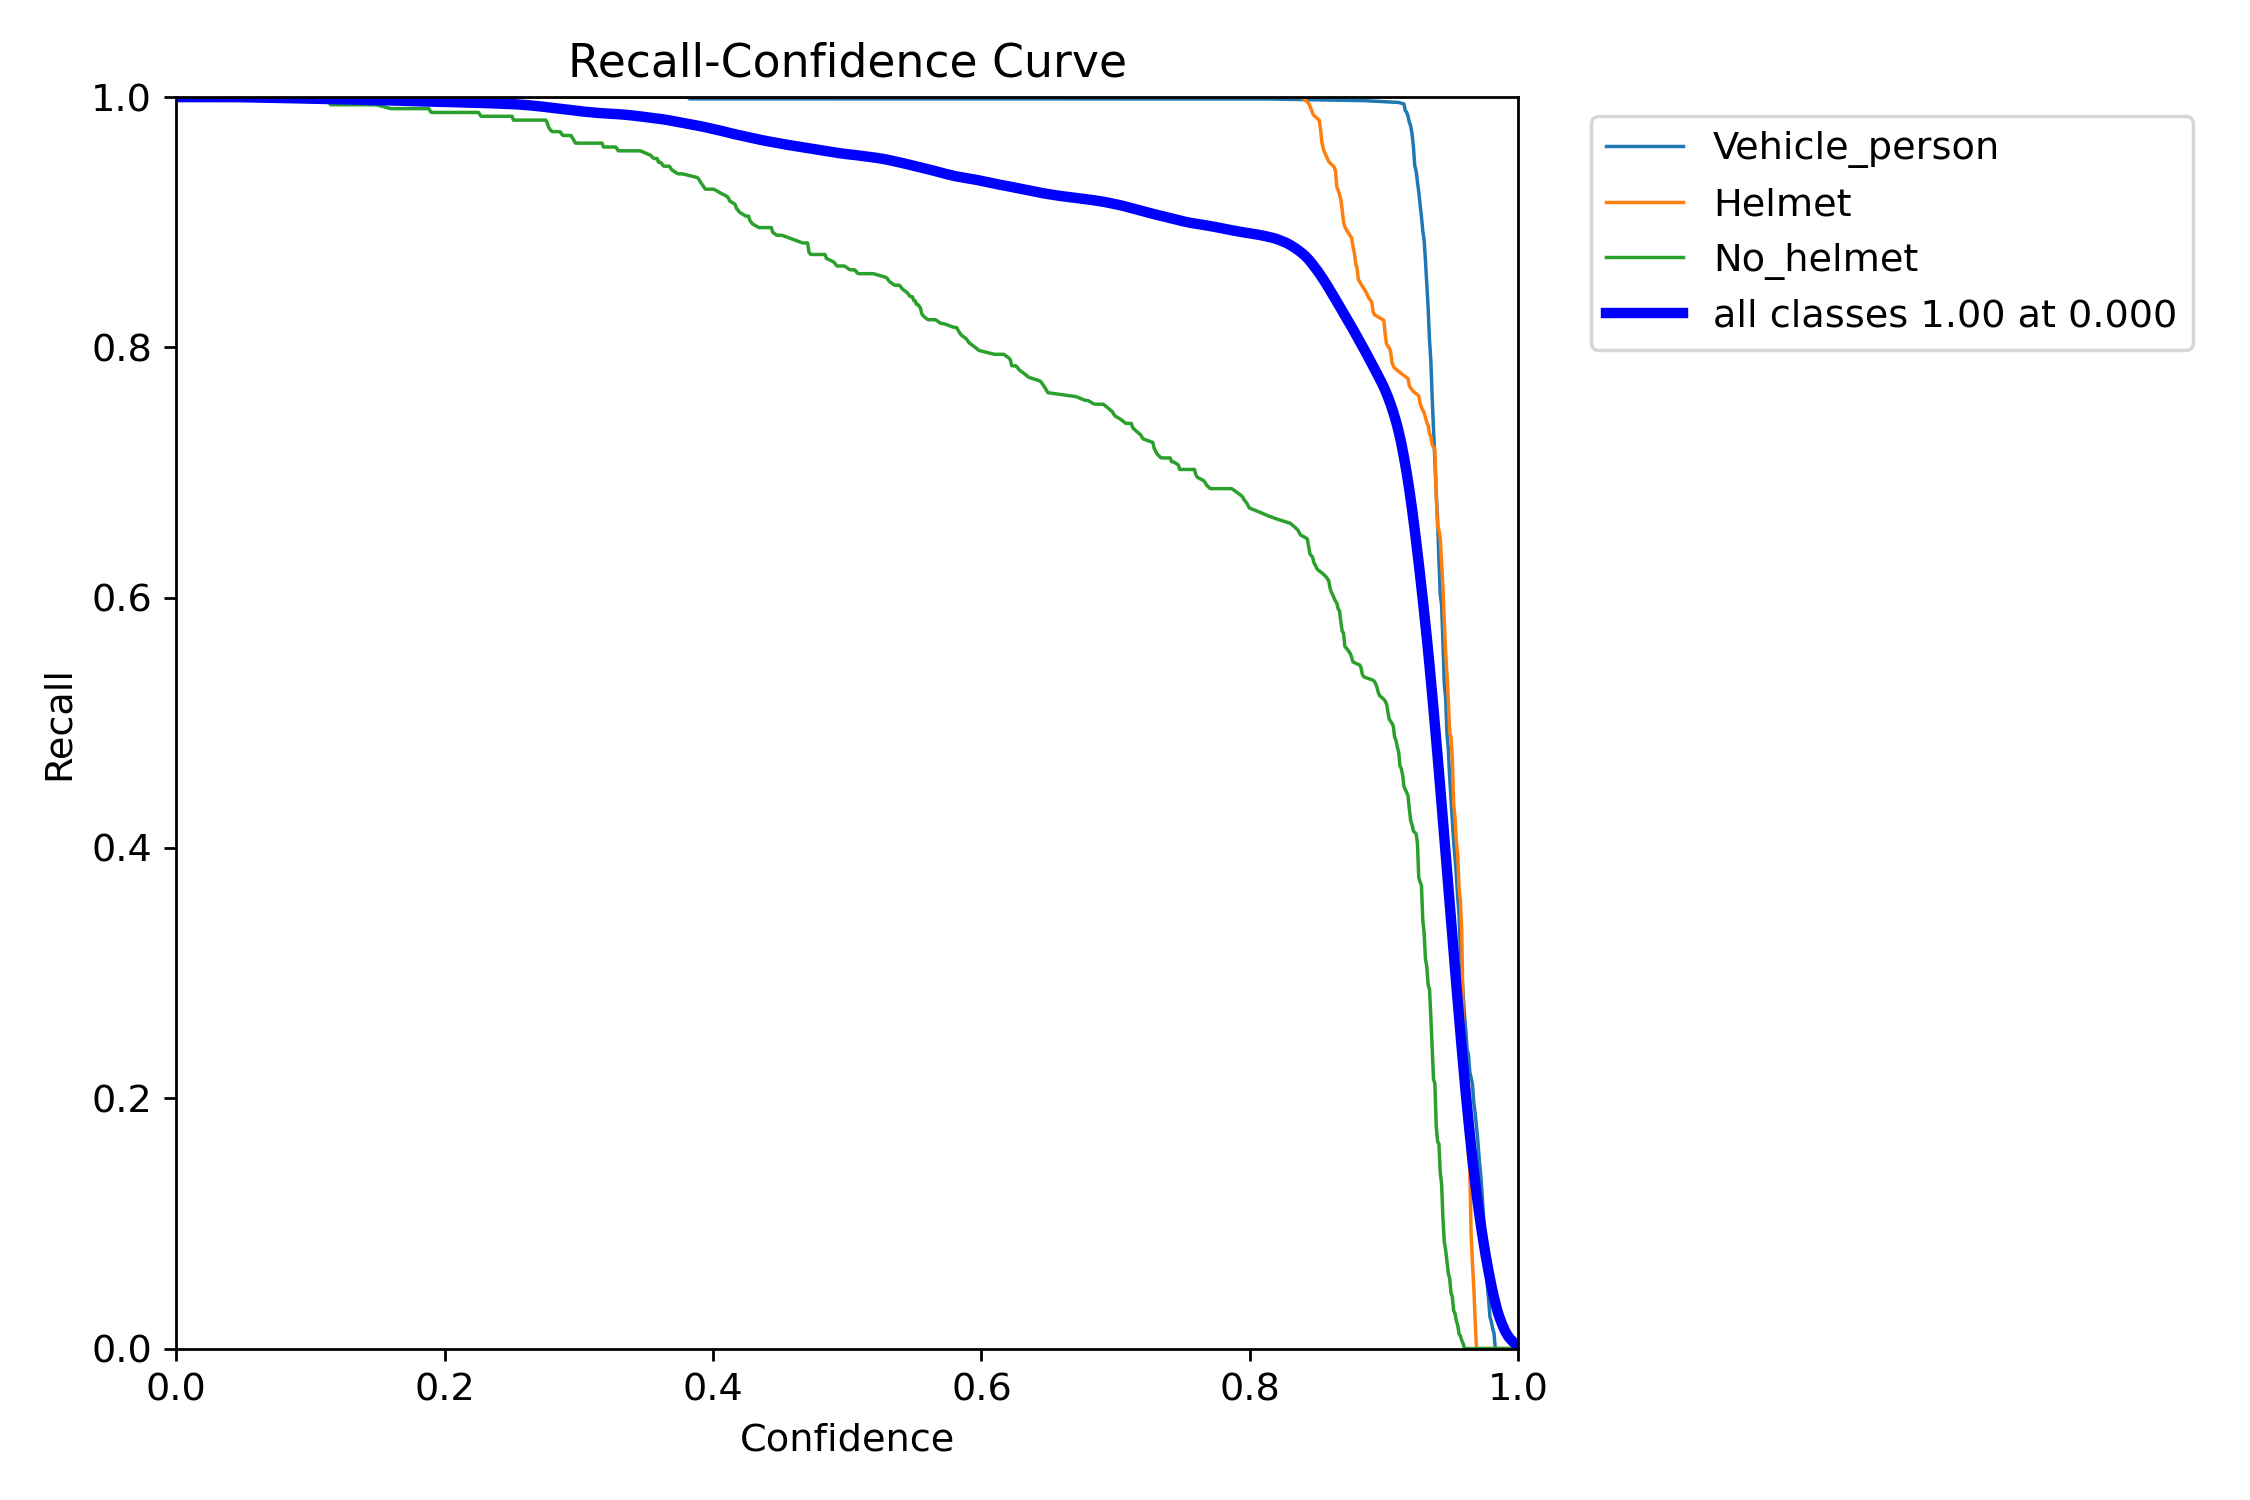 Recall-Confidence Curve
1.0
0.8
0.6
0.4
0.2
0.0
Recall
0.0 0.2 0.4 0.6 0.8 1.0
Confidence
Vehicle_person
Helmet
No_helmet
all classes 1.00 at 0.000